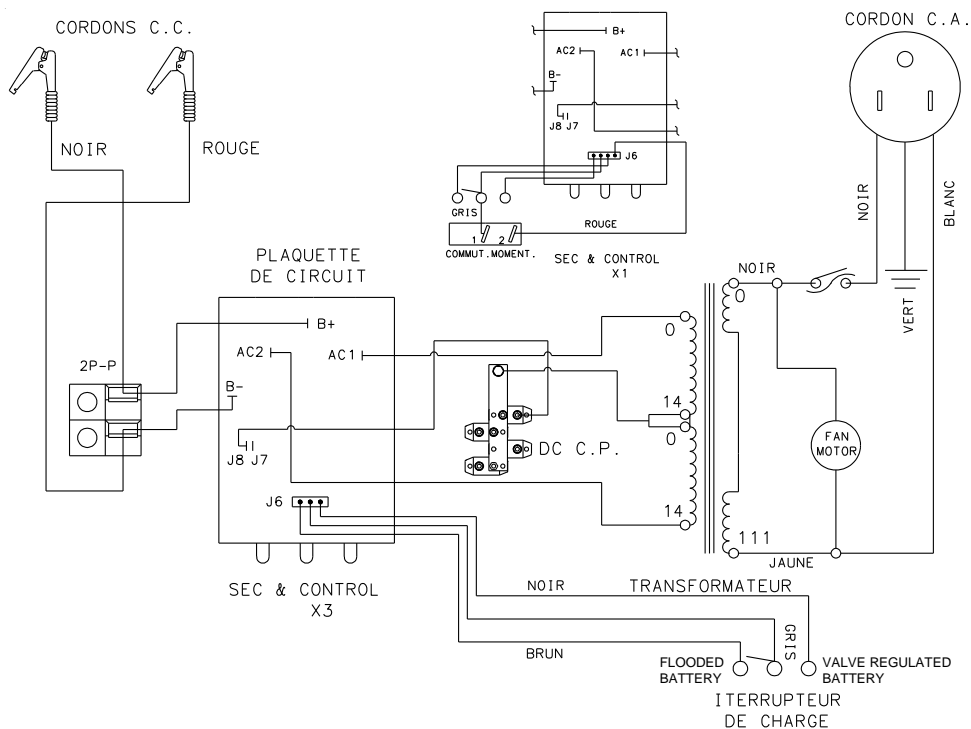 CORDONS C.C.
NOIR
ROUGE
B+
AC2
AC1
B-
J8 J7
J6
GRIS
1
2
ROUGE
COMMUT.MOMENT.
SEC & CONTROL
X1
CORDON C.A.
NOIR
BLANC
VERT
PLAQUETTE
DE CIRCUIT
B+
AC2
AC1
2P-P
B-
J8 J7
J6
SEC & CONTROL
X3
DC C.P.
0
14
0
14
NOIR
0
FAN
MOTOR
111
JAUNE
TRANSFORMATEUR
NOIR
GRIS
BRUN
FLOODED
BATTERY
VALVE REGULATED
BATTERY
ITERRUPTEUR
DE CHARGE